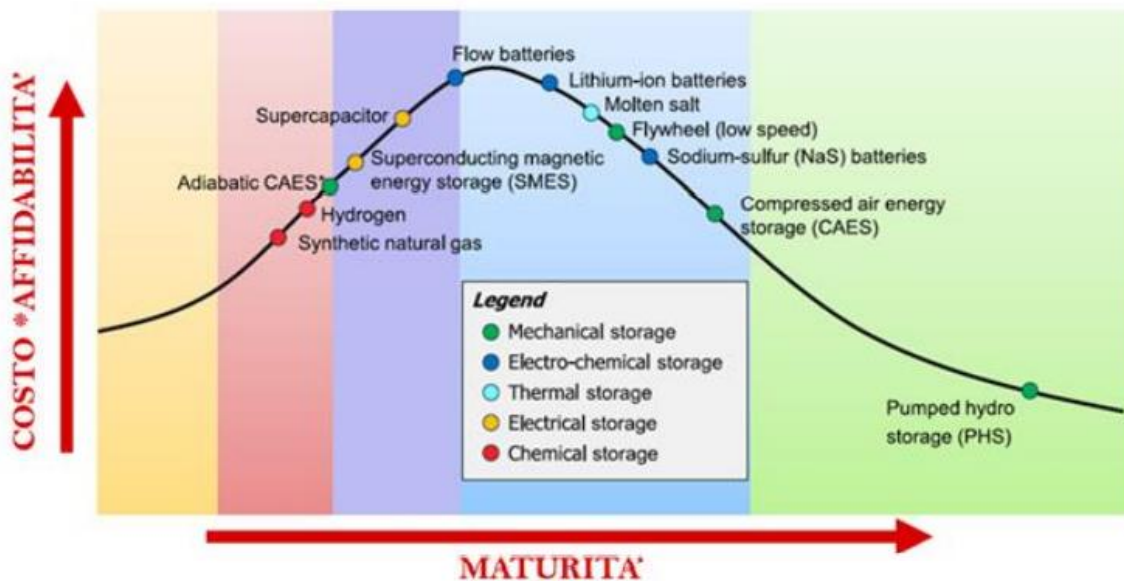 COSTO *AFFIDABILITA'
Flow batteries
Lithium-ion batteries
Supercapacitor
Molten salt
Flywheel (low speed)
Superconducting magnetic
energy storage (SMES)
Sodium-sulfur (NaS) batteries
Adiabatic CAES*
Hydrogen
Compressed air energy
storage (CAES)
Synthetic natural gas
Legend
Mechanical storage
Electro-chemical storage
Thermal storage
Electrical storage
Chemical storage
Pumped hydro
storage (PHS)
MATURITA'